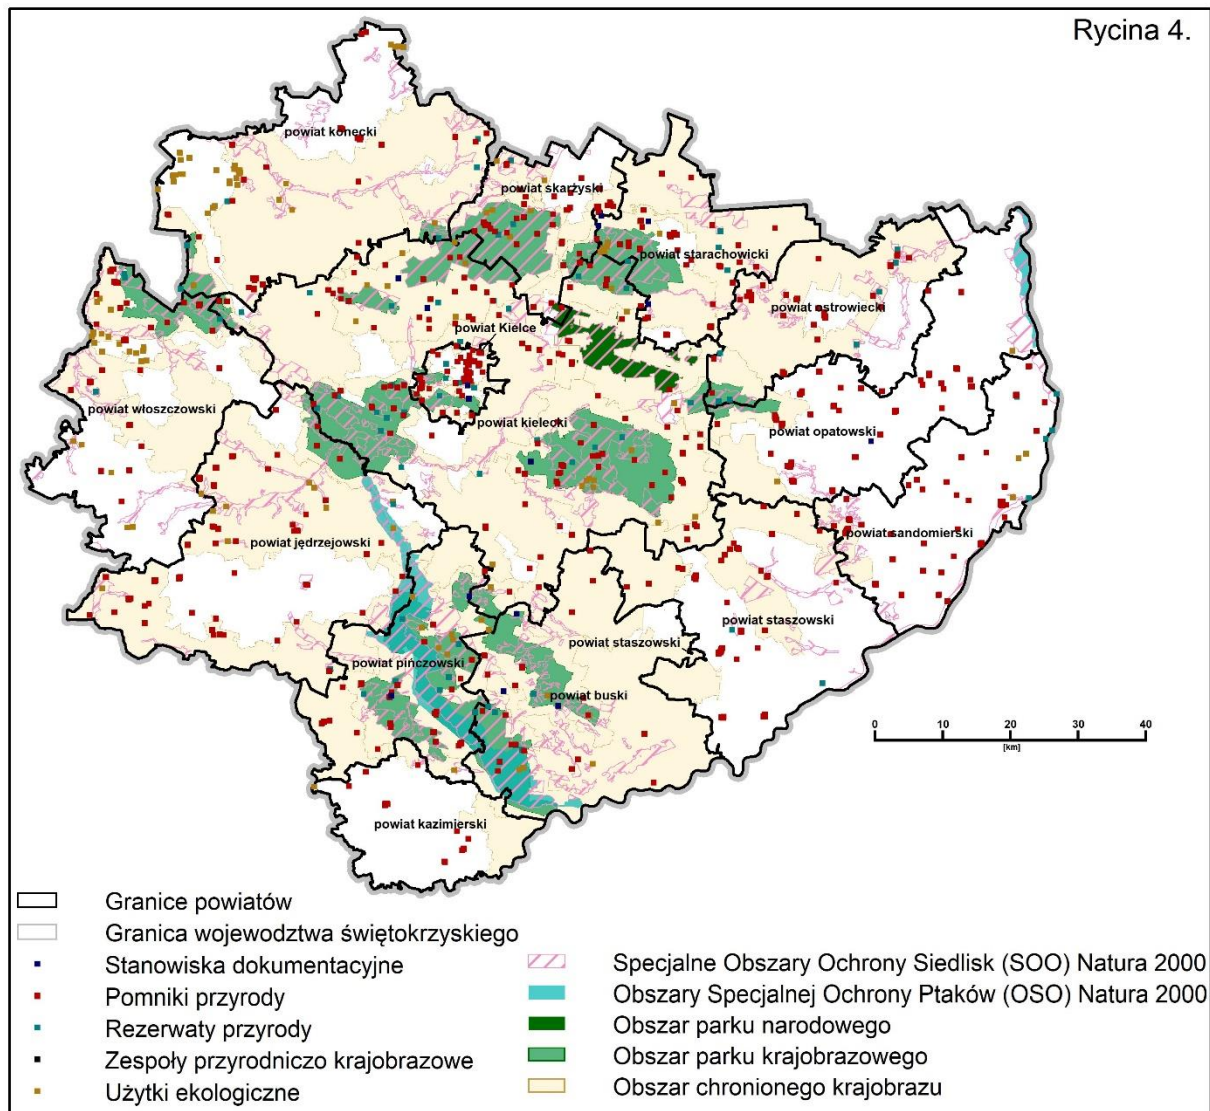 Rycina 4.
powiat konecki
powiat skarżyski
powiat starachowicki
powiat ostrowiecki
powiat Kielce
powiat włoszczowski
powiat kielecki
powiat opatowski
powiat jędrzejowski
powiat sandomierski
powiat staszowski
powiat staszowski
powiat pińczowski
powiat buski
powiat kazimierski
0 10 20 30 40
[km]
Granice powiatów
Granica wojewodztwa świętokrzyskiego
Stanowiska dokumentacyjne
Pomniki przyrody
Rezerwaty przyrody
Zespoły przyrodniczo krajobrazowe
Użytki ekologiczne
Specjalne Obszary Ochrony Siedlisk (SOO) Natura 2000
Obszary Specjalnej Ochrony Ptaków (OSO) Natura 2000
Obszar parku narodowego
Obszar parku krajobrazowego
Obszar chronionego krajobrazu